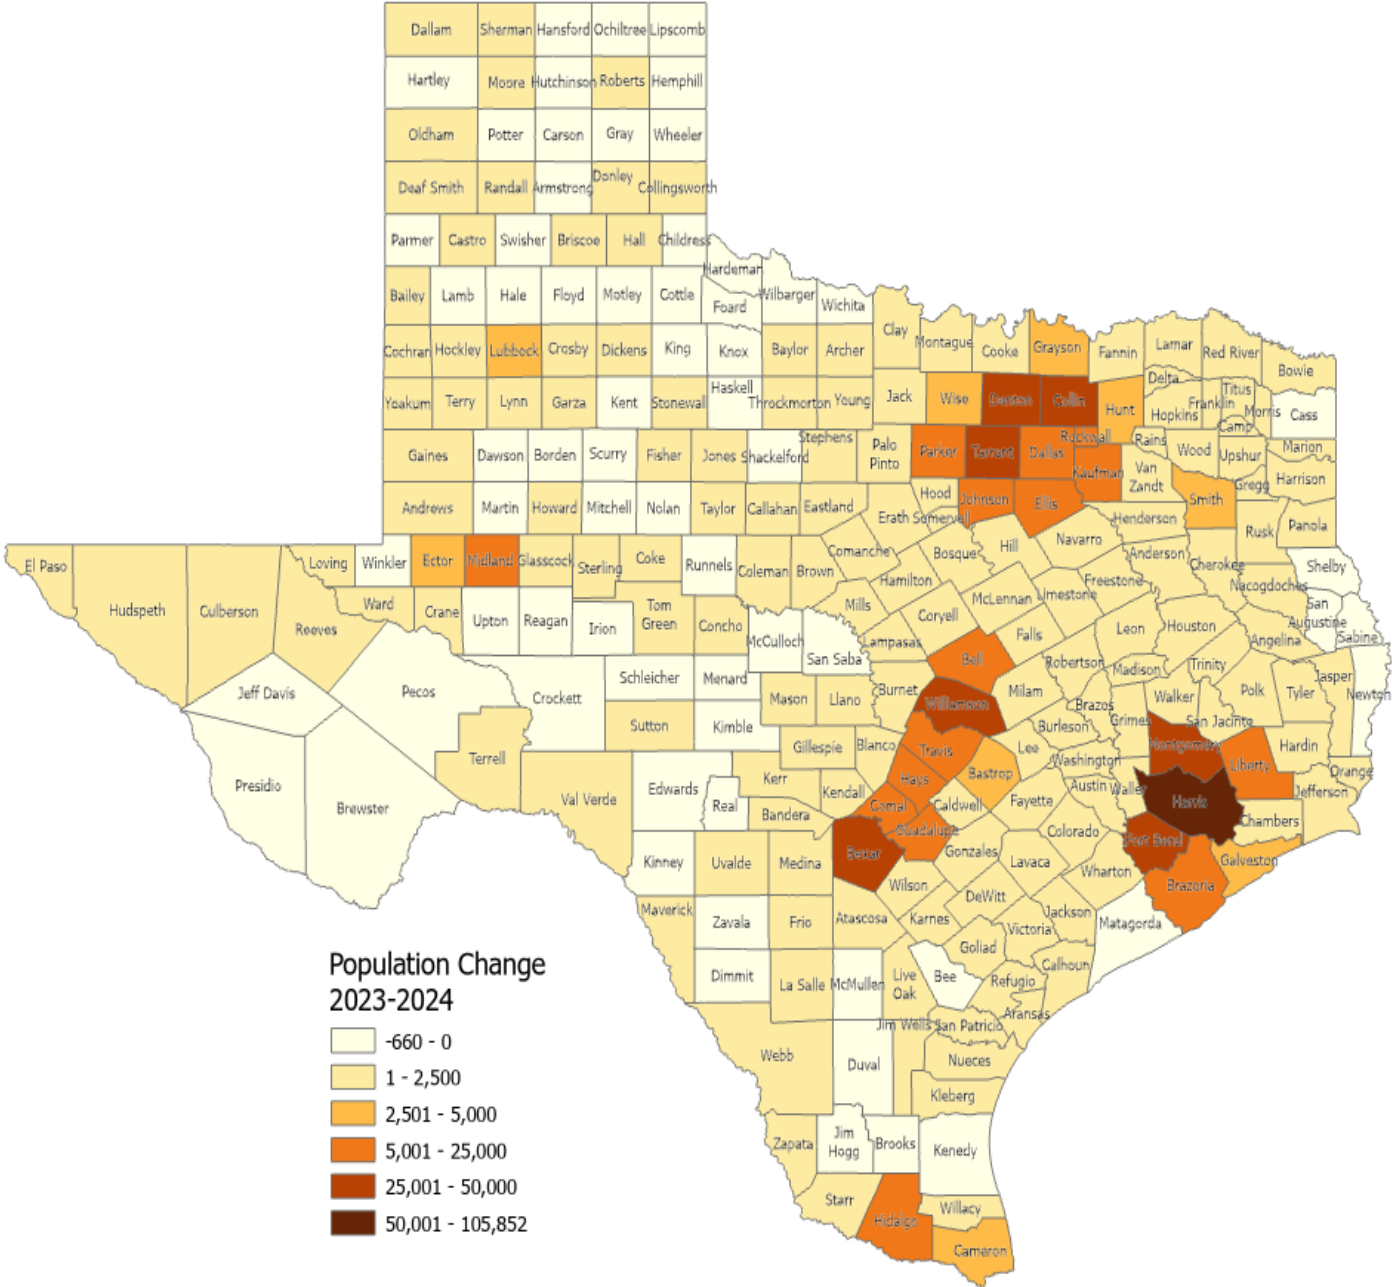 Dallam Sherman Hansford Ochiltree Lipscomb
Hartley Moore Hutchinson Roberts Hemphill
Oldham Potter Carson Gray Wheeler
Deaf Smith Randall Armstrong Donley Collingsworth
Parmer Castro Swisher Briscoe Hall Childress
Hardeman
Bailey Lamb Hale Floyd Motley Cottle Foard Wilbarger Wichita
Clay Montague Cooke Grayson Fannin Lamar Red River Bowie
Cochran Hockley Lubbock Crosby Dickens King Knox Baylor Archer
Delta Titus
Yoakum Terry Lynn Garza Kent Stonewall Haskell Throckmorton Young Jack Wise Denton Collin Hunt Hopkins Franklin Morris Cass
Camp
Gaines Dawson Borden Scurry Fisher Jones Shackelford Stephens Palo
Pinto Parker Tarrant Dallas Rockwall Kaufman Rains Van
Zandt Wood Upshur Marion
Gregg Harrison
Andrews Martin Howard Mitchell Nolan Taylor Callahan Eastland Erath Hood Somervell Johnson Ellis Henderson Smith Rusk Panola
El Paso Hudspeth Culberson Reeves Loving Winkler Ector Midland Glasscock Sterling Coke Runnels Coleman Brown Comanche Hamilton Bosque Hill Navarro Anderson Cherokee Nacogdoches Shelby
Ward Crane Upton Reagan Irion Tom
Green Concho McCulloch San Saba Mills Lampasas Coryell McLennan Limestone Freestone Falls Leon Houston Angelina San
Augustine Sabine
Jeff Davis Pecos Crockett Schleicher Menard Mason Llano Burnet Bell Milam Robertson Madison Trinity Polk Tyler Jasper Newton
Presidio Brewster Terrell Sutton Kimble Gillespie Blanco Williamson Travis Burleson Brazos Grimes Walker San Jacinto Hardin
Lee Washington Montgomery Liberty Orange
Val Verde Edwards Real Kerr Kendall Bandera Hays Comal Bastrop Caldwell Fayette Austin Waller Harris Jefferson Chambers
Kinney Uvalde Medina Bexar Guadalupe Gonzales Lavaca Colorado Fort Bend Wharton Brazoria Galveston
Maverick Zavala Frio Atascosa Wilson Karnes DeWitt Victoria Jackson Matagorda
Dimmit La Salle McMullen Live
Oak Bee Goliad Refugio Calhoun
Aransas
Webb Duval Jim Wells San Patricio Nueces
Kleberg
Zapata Jim
Hogg Brooks Kenedy
Starr Hidalgo Willacy
Cameron
Population Change
2023-2024
-660 - 0
1 - 2,500
2,501 - 5,000
5,001 - 25,000
25,001 - 50,000
50,001 - 105,852